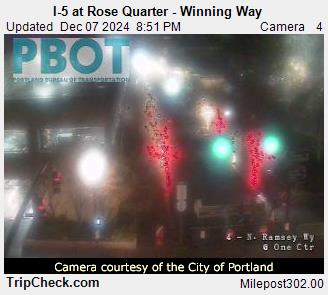 I-5 at Rose Quarter - Winning Way
Updated Dec 07 2024 8:51 PM Camera 4
PBOT
PORTLAND BUREAU OF TRANSPORTATION
4 - N. Ramsey Wy
@ One Ctr
Camera courtesy of the City of Portland
TripCheck.com Milepost302.00